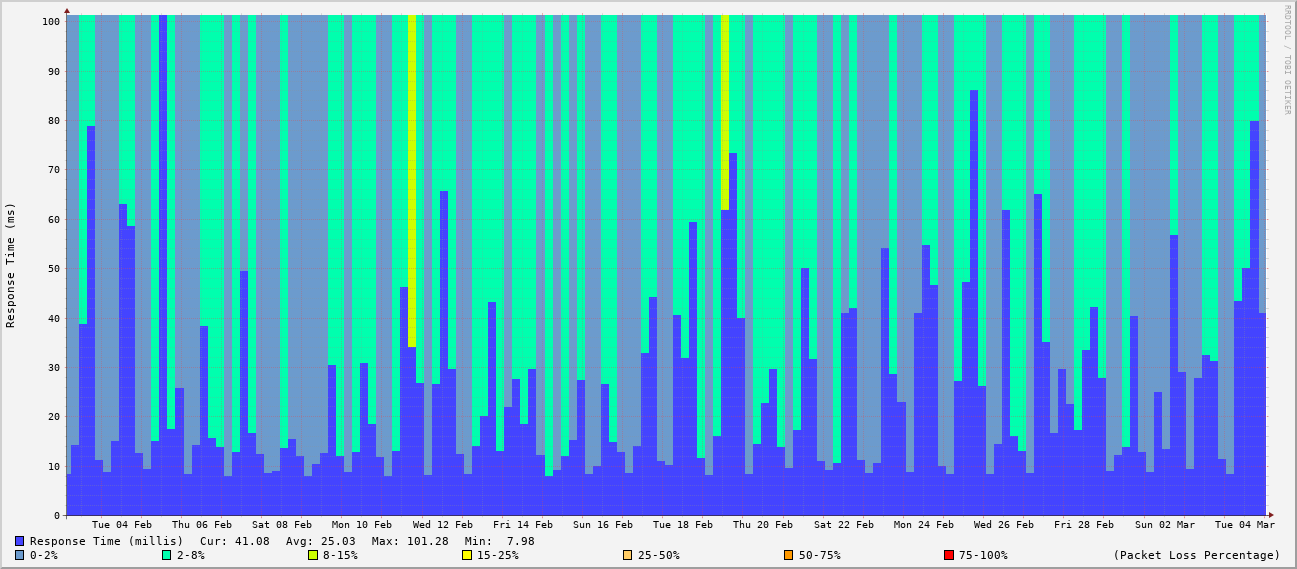 RRDTOOL / TOBI OETIKER
Response Time (ms)
100
90
80
70
60
50
40
30
20
10
0
Tue 04 Feb Thu 06 Feb Sat 08 Feb Mon 10 Feb Wed 12 Feb Fri 14 Feb Sun 16 Feb Tue 18 Feb Thu 20 Feb Sat 22 Feb Mon 24 Feb Wed 26 Feb Fri 28 Feb Sun 02 Mar Tue 04 Mar
Response Time (millis) Cur: 41.08 Avg: 25.03 Max: 101.28 Min: 7.98
0-2% 2-8% 8-15% 15-25% 25-50% 50-75% 75-100% (Packet Loss Percentage)